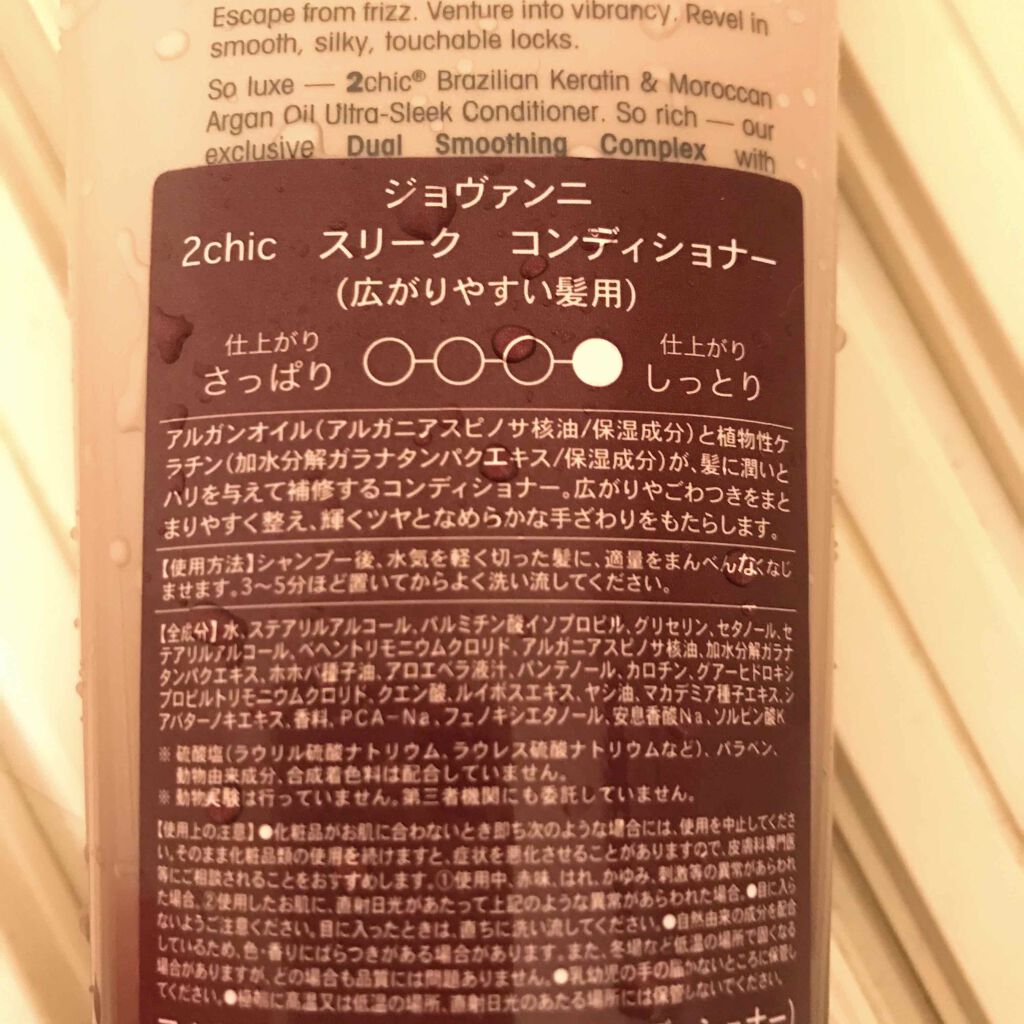 Escape from frizz. Venture into vibrancy. Revel in
smooth, silky, touchable locks.
So luxe — 2chic® Brazilian Keratin & Moroccan
Argan Oil Ultra-Sleek Conditioner. So rich — our
exclusive Dual Smoothing Complex with
ジョヴァンニ
2chic スリーク コンディショナー
(広がりやすい髪用)
仕上がり さっぱり
仕上がり しっとり
アルガンオイル(アルガニアスピノサ核油/保湿成分)と植物性ケ
ラチン(加水分解ガラナタンパクエキス/保湿成分)が、髪に潤いと
ハリを与えて補修するコンディショナー。広がりやごわつきをまと
まりやすく整え、輝くツヤとなめらかな手ざわりをもたらします。
【使用方法】シャンプー後、水気を軽く切った髪に、適量をまんべんなくなじ
ませます。3〜5分ほど置いてからよく洗い流してください。
【全成分】水、ステアリルアルコール、パルミチン酸イソプロピル、グリセリン、セタノール、セ
テアリルアルコール、ベヘントリモニウムクロリド、アルガニアスピノサ核油、加水分解ガラナ
タンパクエキス、ホホバ種子油、アロエベラ液汁、パンテノール、カロチン、グアーヒドロキシ
プロピルトリモニウムクロリド、クエン酸、ルイボスエキス、ヤシ油、マカデミア種子エキス、シ
アバターノキエキス、香料、PCA-Na、フェノキシエタノール、安息香酸Na、ソルビン酸K
※ 硫酸塩(ラウリル硫酸ナトリウム、ラウレス硫酸ナトリウムなど)、パラベン、
動物由来成分、合成着色料は配合していません。
※ 動物実験は行っていません。第三者機関にも委託していません。
【使用上の注意】●化粧品がお肌に合わないとき即ち次のような場合には、使用を中止してくださ
い。そのまま化粧品類の使用を続けますと、症状を悪化させることがありますので、皮膚科専門医
等にご相談されることをおすすめします。①使用中、赤味、はれ、かゆみ、刺激等の異常があらわれ
た場合。②使用したお肌に、直射日光があたって上記のような異常があらわれた場合。●目に入ら
ないようご注意ください。目に入ったときは、直ちに洗い流してください。●自然由来の成分を配合
しているため、色・香りにばらつきがある場合があります。また、冬場など低温の場所で固くなる
場合がありますが、どの場合も品質には問題ありません。●乳幼児の手の届かないところに保管し
てください。●極端に高温又は低温の場所、直射日光のあたる場所には保管しないでください。